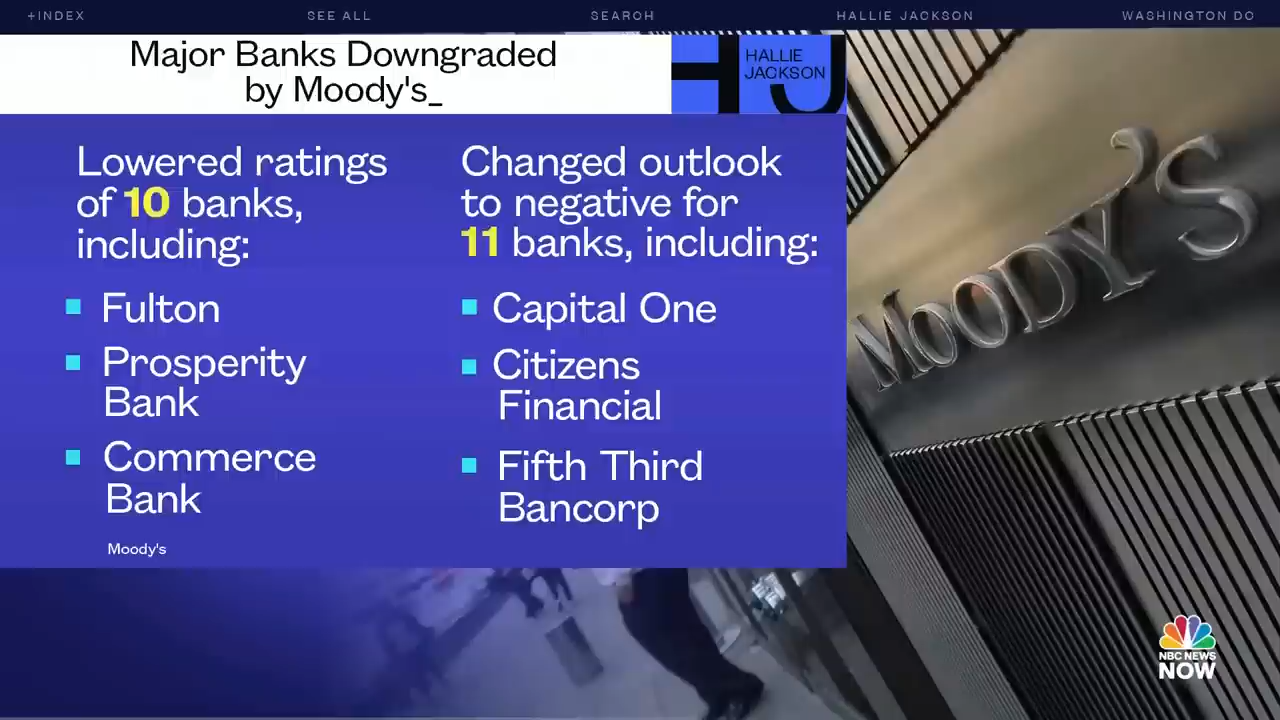 +INDEX
SEE ALL
SEARCH
HALLIE JACKSON
WASHINGTON DC
Major Banks Downgraded
by Moody's_
HALLIE
JACKSON
HJ
Lowered ratings
of 10 banks,
including:
Fulton
Prosperity
Bank
Commerce
Bank
Changed outlook
to negative for
11 banks, including:
Capital One
Citizens
Financial
Fifth Third
Bancorp
Moody's
MOODY'S
NBC NEWS
NOW